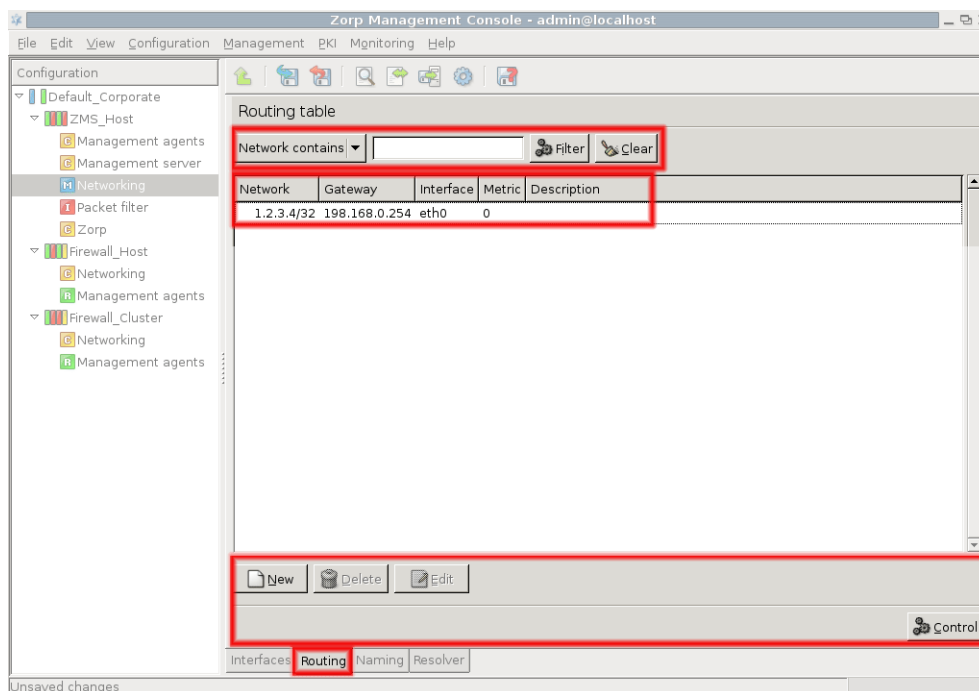 Zorp Management Console - admin@localhost
File Edit View Configuration Management PKI Monitoring Help
Configuration
Default_Corporate
ZMS_Host
Management agents
Management server
Networking
Packet filter
Zorp
Firewall_Host
Networking
Management agents
Firewall_Cluster
Networking
Management agents
Routing table
Network contains Filter Clear
Network Gateway Interface Metric Description
1.2.3.4/32 198.168.0.254 eth0 0
New Delete Edit
Control
Interfaces Routing Naming Resolver
Unsaved changes